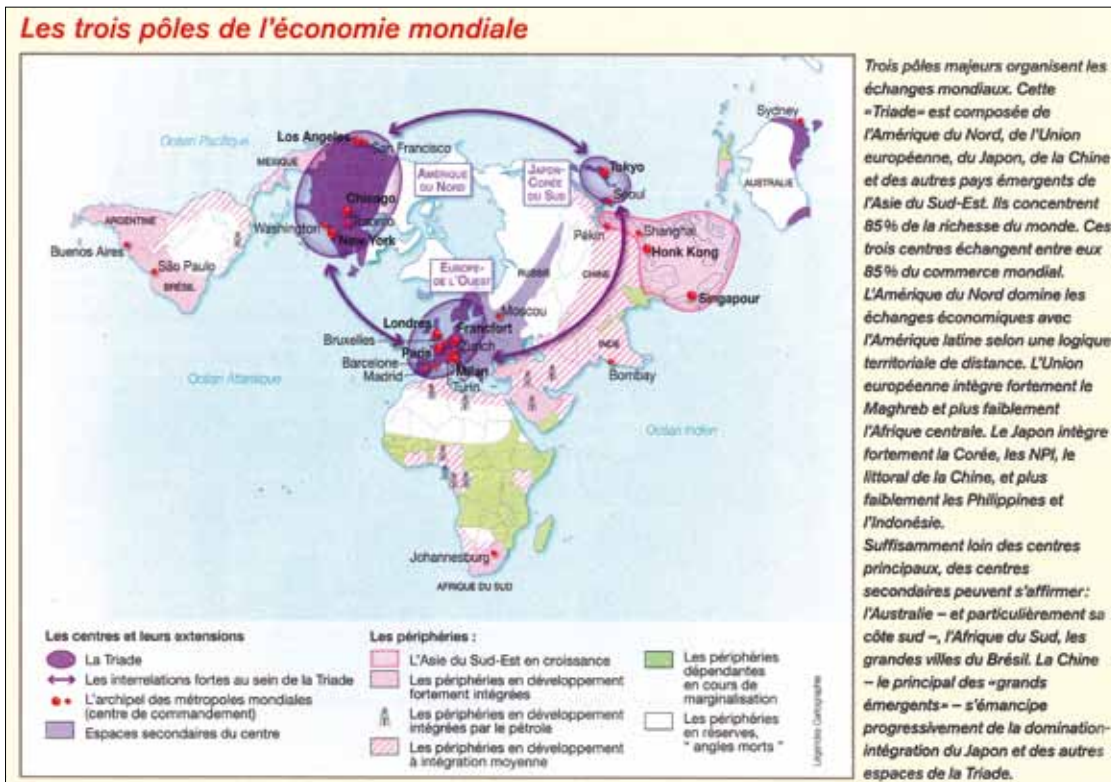 Les trois pôles de l'économie mondiale
Océan Pacifique
Los Angeles
San Francisco
MEXIQUE
AMÉRIQUE
DU NORD
JAPON-
CORÉE
DU SUD
Tokyo
Séoul
Sydney
AUSTRALIE
Chicago
Toronto
Washington
New York
ARGENTINE
Buenos Aires
São Paulo
BRÉSIL
Pékin
Shanghai
Honk Kong
CHINE
RUSSIE
EUROPE
DE L'OUEST
Singapour
Moscou
Londres
Francfort
Bruxelles
Zurich
Paris
Barcelone
Milan
Madrid
Turin
INDE
Bombay
Océan Atlantique
Océan Indien
Johannesburg
AFRIQUE DU SUD
Les centres et leurs extensions
La Triade
Les interrelations fortes au sein de la Triade
L'archipel des métropoles mondiales
(centre de commandement)
Espaces secondaires du centre
Les périphéries :
L'Asie du Sud-Est en croissance
Les périphéries en développement
fortement intégrées
Les périphéries en développement
intégrées par le pétrole
Les périphéries en développement
à intégration moyenne
Les périphéries
dépendantes
en cours de
marginalisation
Les périphéries
en réserves,
" angles morts "
Légendes Cartographie
Trois pôles majeurs organisent les
échanges mondiaux. Cette
«Triade» est composée de
l'Amérique du Nord, de l'Union
européenne, du Japon, de la Chine
et des autres pays émergents de
l'Asie du Sud-Est. Ils concentrent
85% de la richesse du monde. Ces
trois centres échangent entre eux
85% du commerce mondial.
L'Amérique du Nord domine les
échanges économiques avec
l'Amérique latine selon une logique
territoriale de distance. L'Union
européenne intègre fortement le
Maghreb et plus faiblement
l'Afrique centrale. Le Japon intègre
fortement la Corée, les NPI, le
littoral de la Chine, et plus
faiblement les Philippines et
l'Indonésie.
Suffisamment loin des centres
principaux, des centres
secondaires peuvent s'affirmer:
l'Australie – et particulièrement sa
côte sud –, l'Afrique du Sud, les
grandes villes du Brésil. La Chine
– le principal des «grands
émergents» – s'émancipe
progressivement de la domination-
intégration du Japon et des autres
espaces de la Triade.